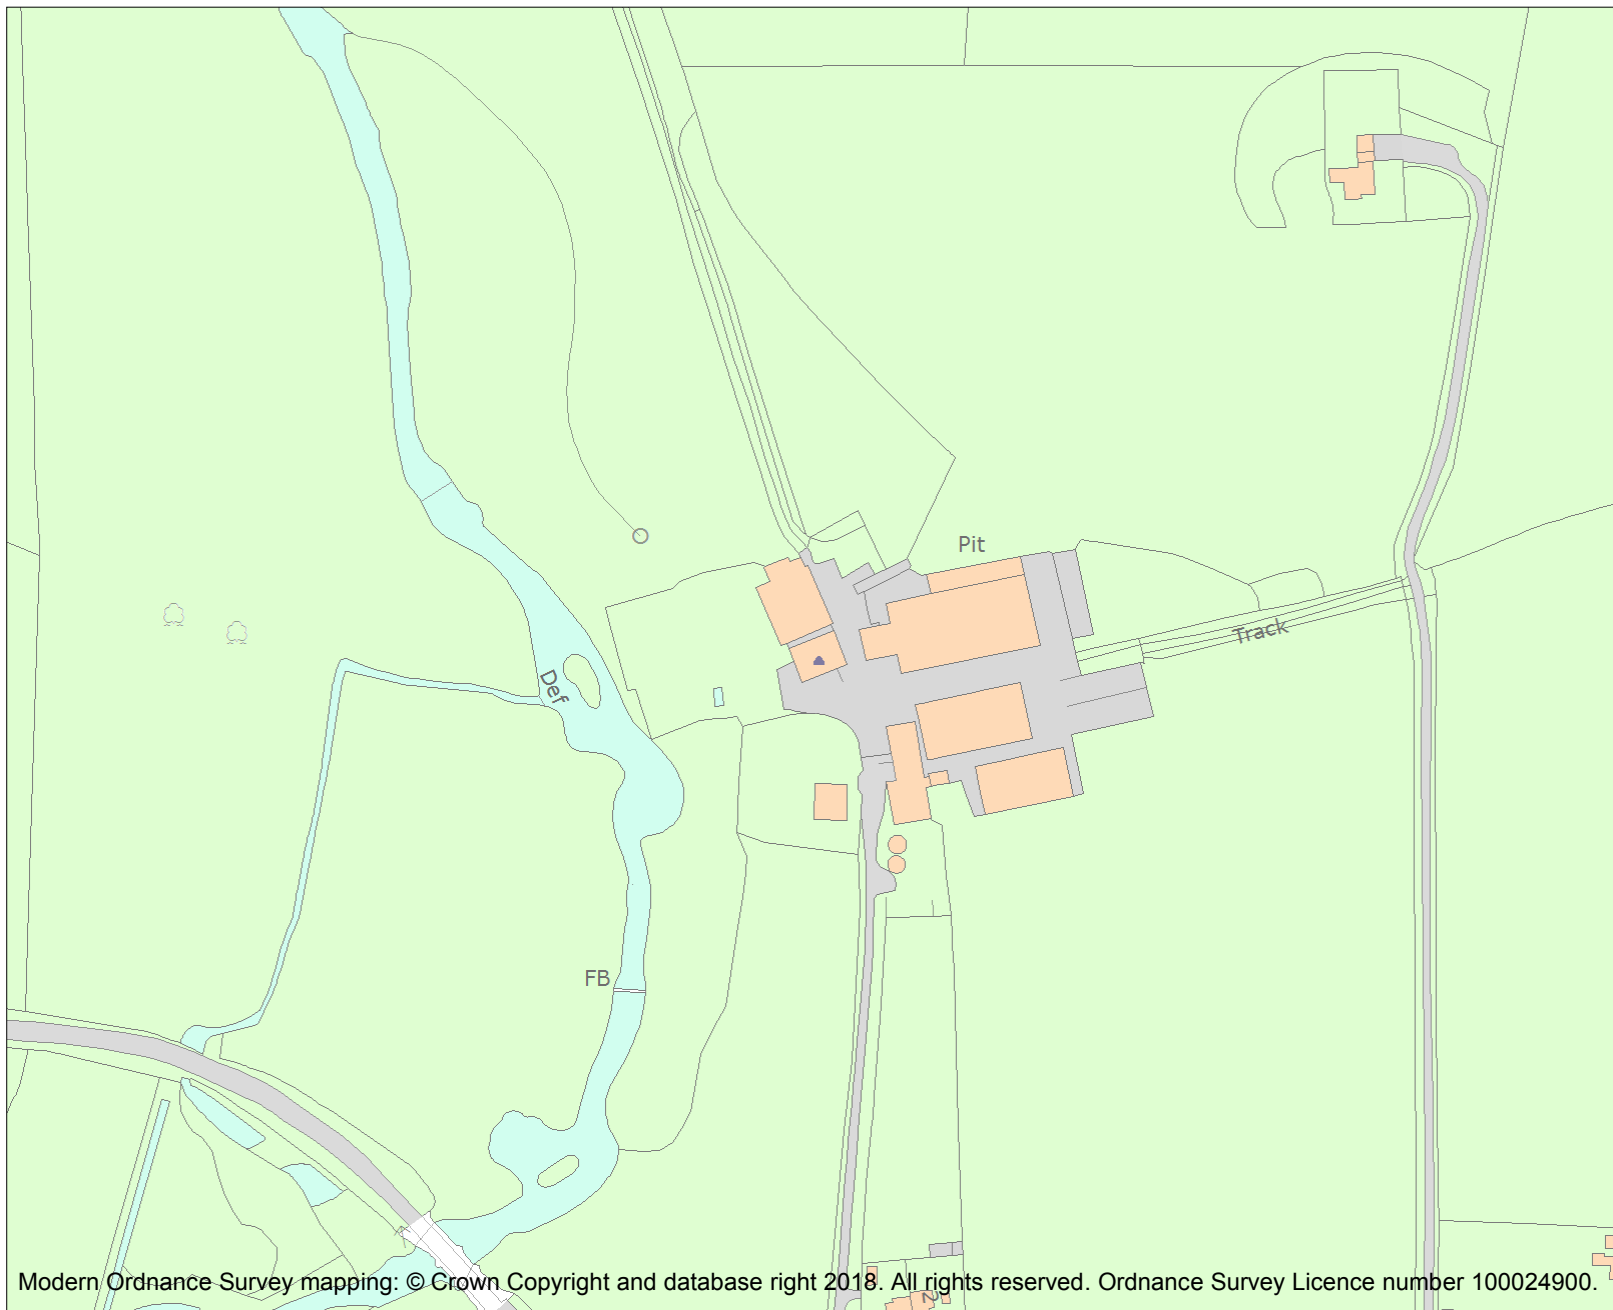 Pit
Track
Def
FB
2
Modern Ordnance Survey mapping: © Crown Copyright and database right 2018. All rights reserved. Ordnance Survey Licence number 100024900.